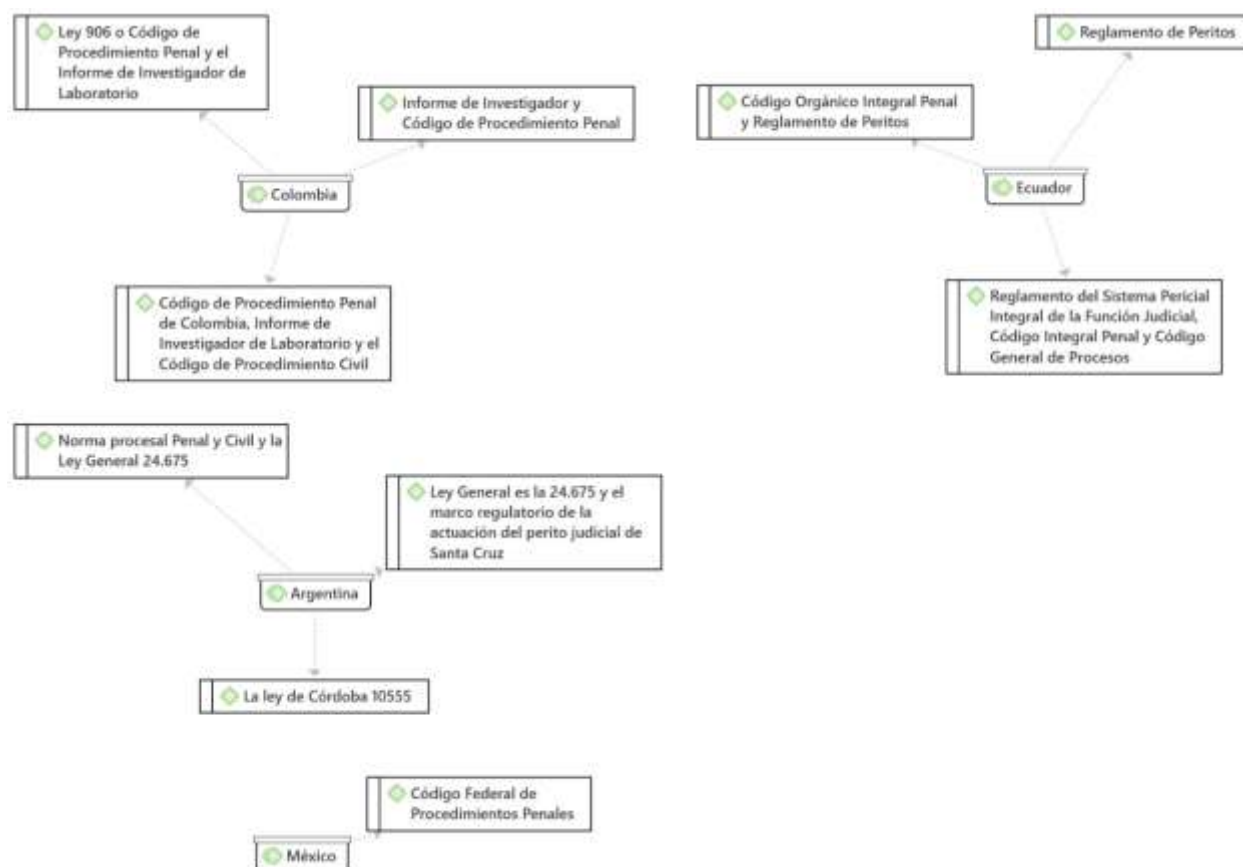 Ley 906 o Código de
Procedimiento Penal y el
Informe de Investigador de
Laboratorio
Informe de Investigador y
Código de Procedimiento Penal
Colombia
Código de Procedimiento Penal
de Colombia, Informe de
Investigador de Laboratorio y el
Código de Procedimiento Civil
Reglamento de Peritos
Código Orgánico Integral Penal
y Reglamento de Peritos
Ecuador
Reglamento del Sistema Pericial
Integral de la Función Judicial,
Código Integral Penal y Código
General de Procesos
Norma procesal Penal y Civil y la
Ley General 24.675
Ley General es la 24.675 y el
marco regulatorio de la
actuación del perito judicial de
Santa Cruz
Argentina
La ley de Córdoba 10555
Código Federal de
Procedimientos Penales
México